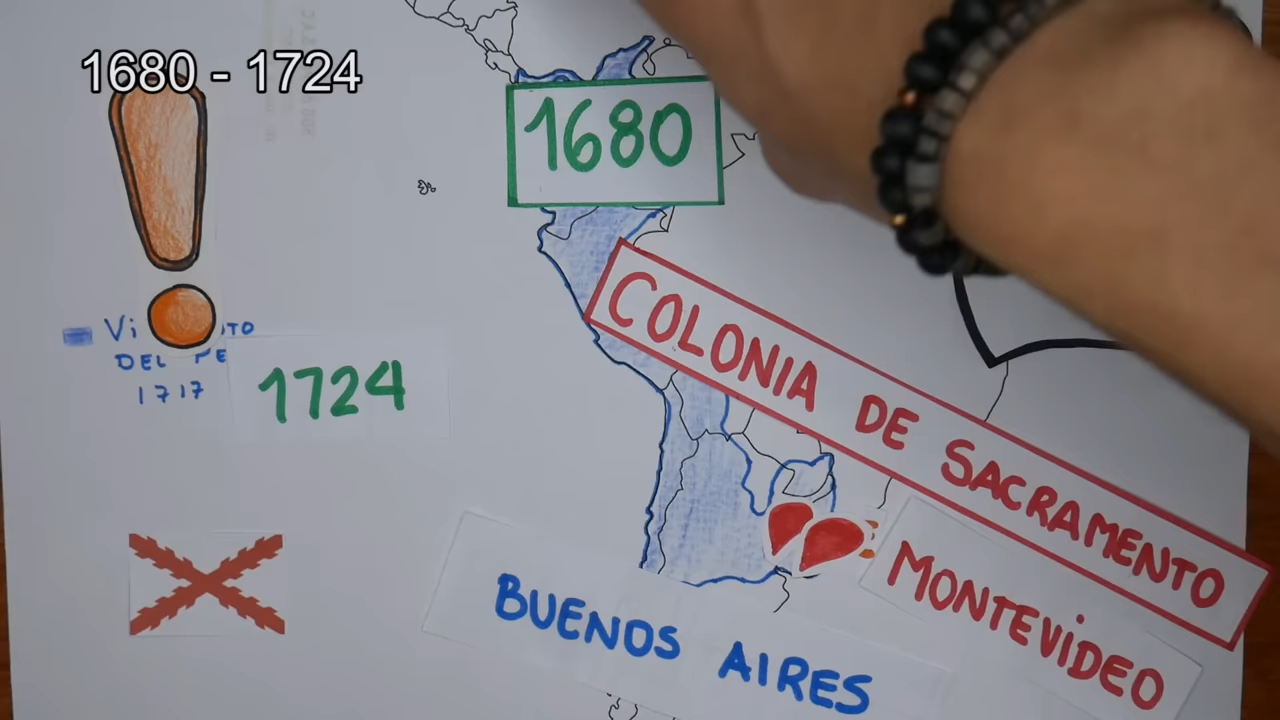 1680 - 1724
1680
COLONIA DE SACRAMENTO
DEL PE
1717
1724
MONTEVIDEO
BUENOS AIRES